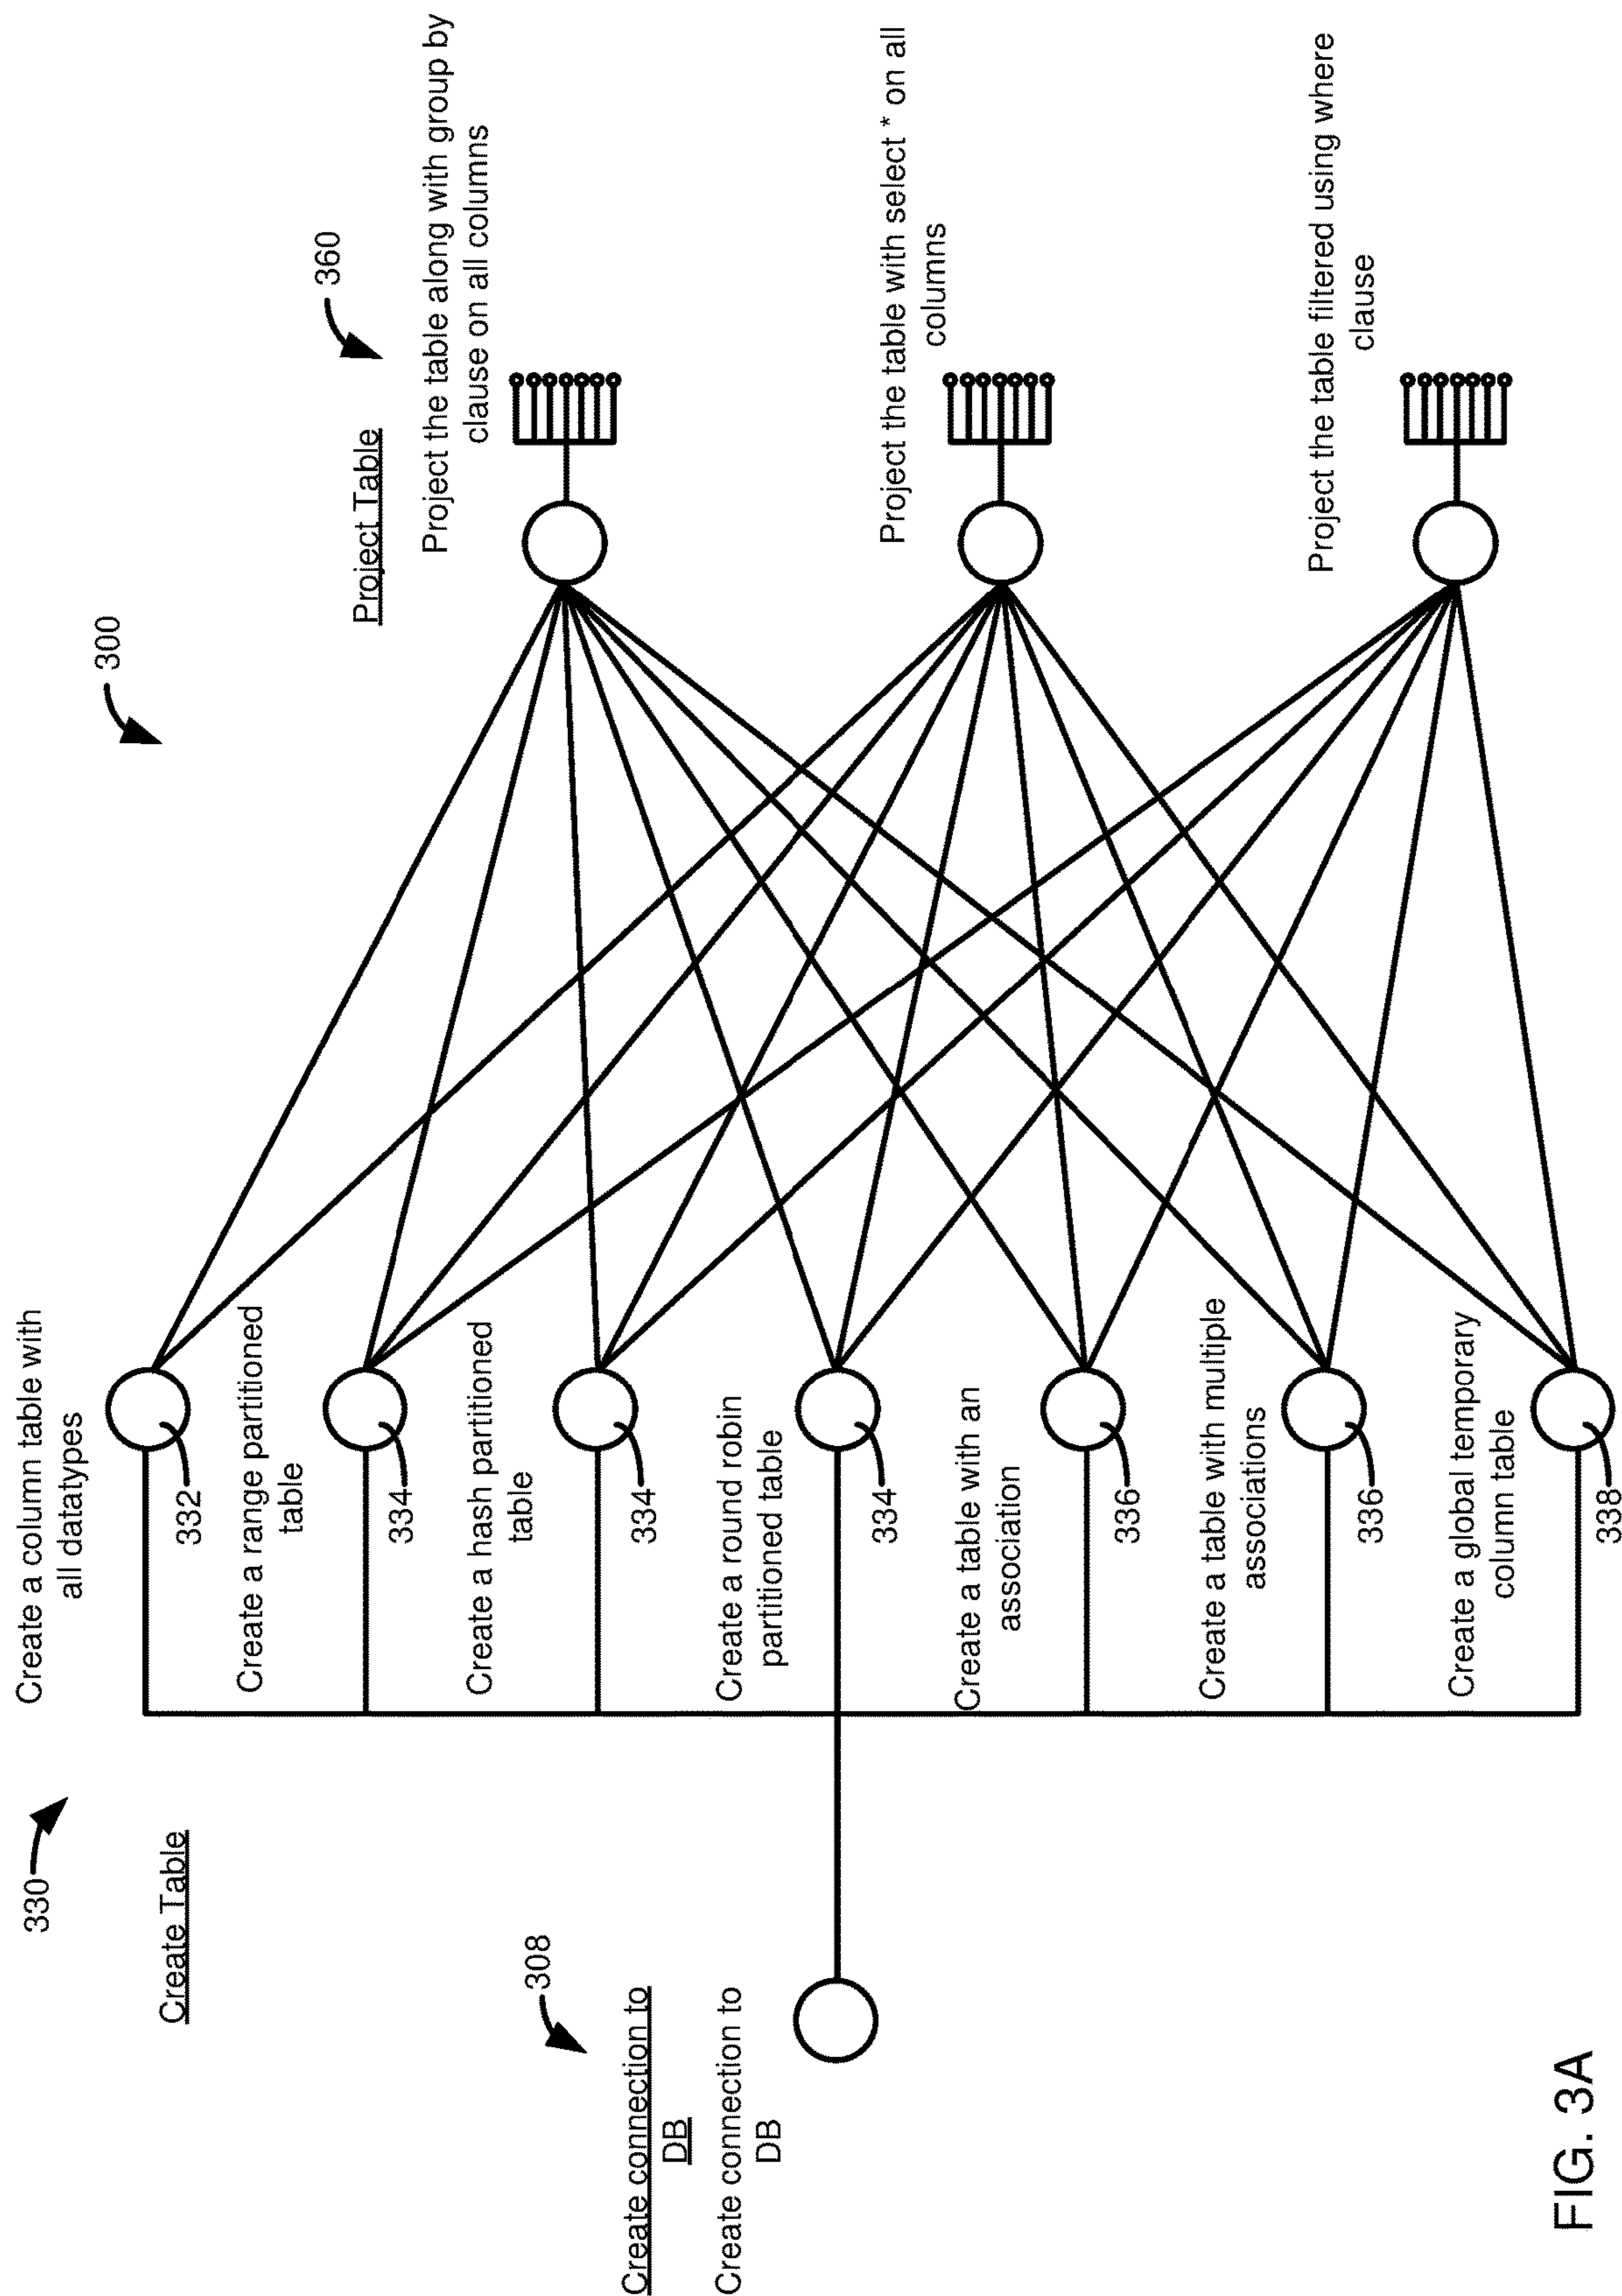 300
330
Create Table
360
Project Table
308
Create connection to
DB
Create connection to
DB
Create a column table with
all datatypes
332
Create a range partitioned
table
334
Create a hash partitioned
table
334
Create a round robin
partitioned table
334
Create a table with an
association
336
Create a table with multiple
associations
336
Create a global temporary
column table
338
Project the table along with group by
clause on all columns
Project the table with select * on all
columns
Project the table filtered using where
clause
FIG. 3A